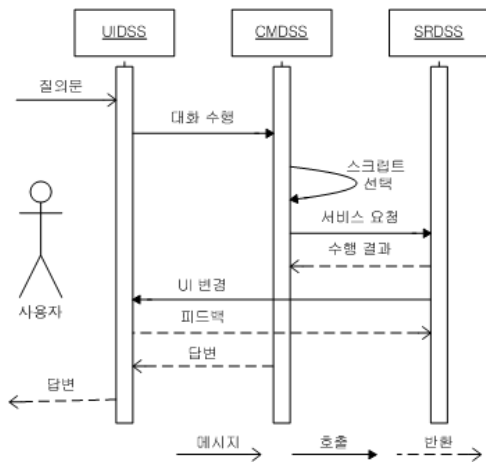 UIDSS
CMDSS
SRDSS
질의문
대화 수행
스크립트
선택
서비스 요청
수행 결과
UI 변경
사용자
피드백
답변
답변
메시지
호출
반환